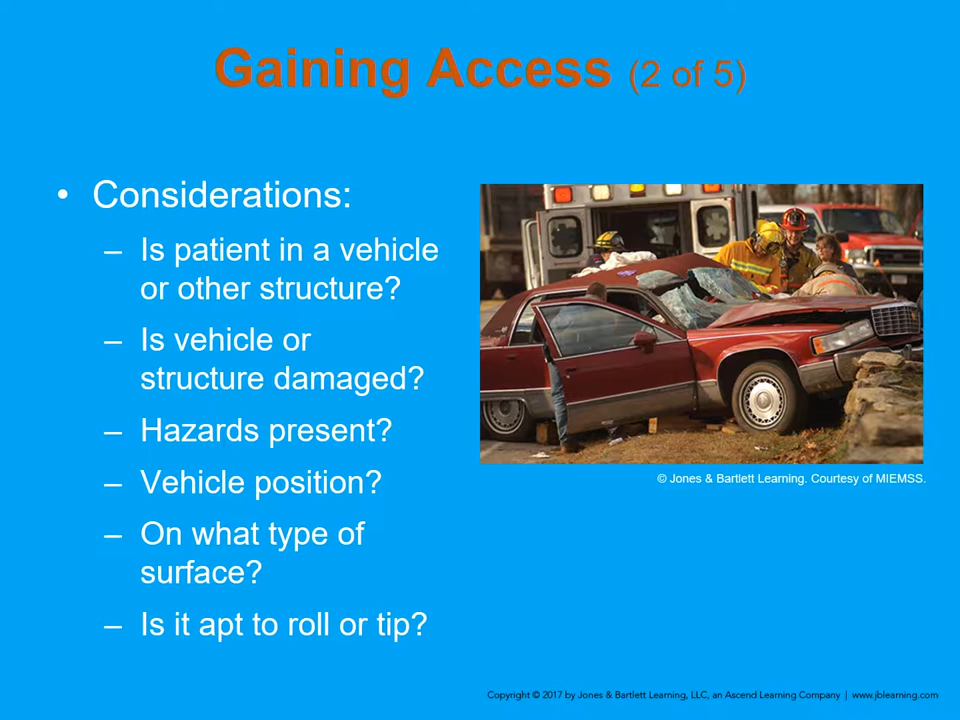 Gaining Access (2 of 5)
• Considerations:
– Is patient in a vehicle
or other structure?
– Is vehicle or
structure damaged?
– Hazards present?
– Vehicle position?
– On what type of
surface?
– Is it apt to roll or tip?
© Jones & Bartlett Learning. Courtesy of MIEMSS.
Copyright © 2017 by Jones & Bartlett Learning, LLC, an Ascend Learning Company | www.jblearning.com